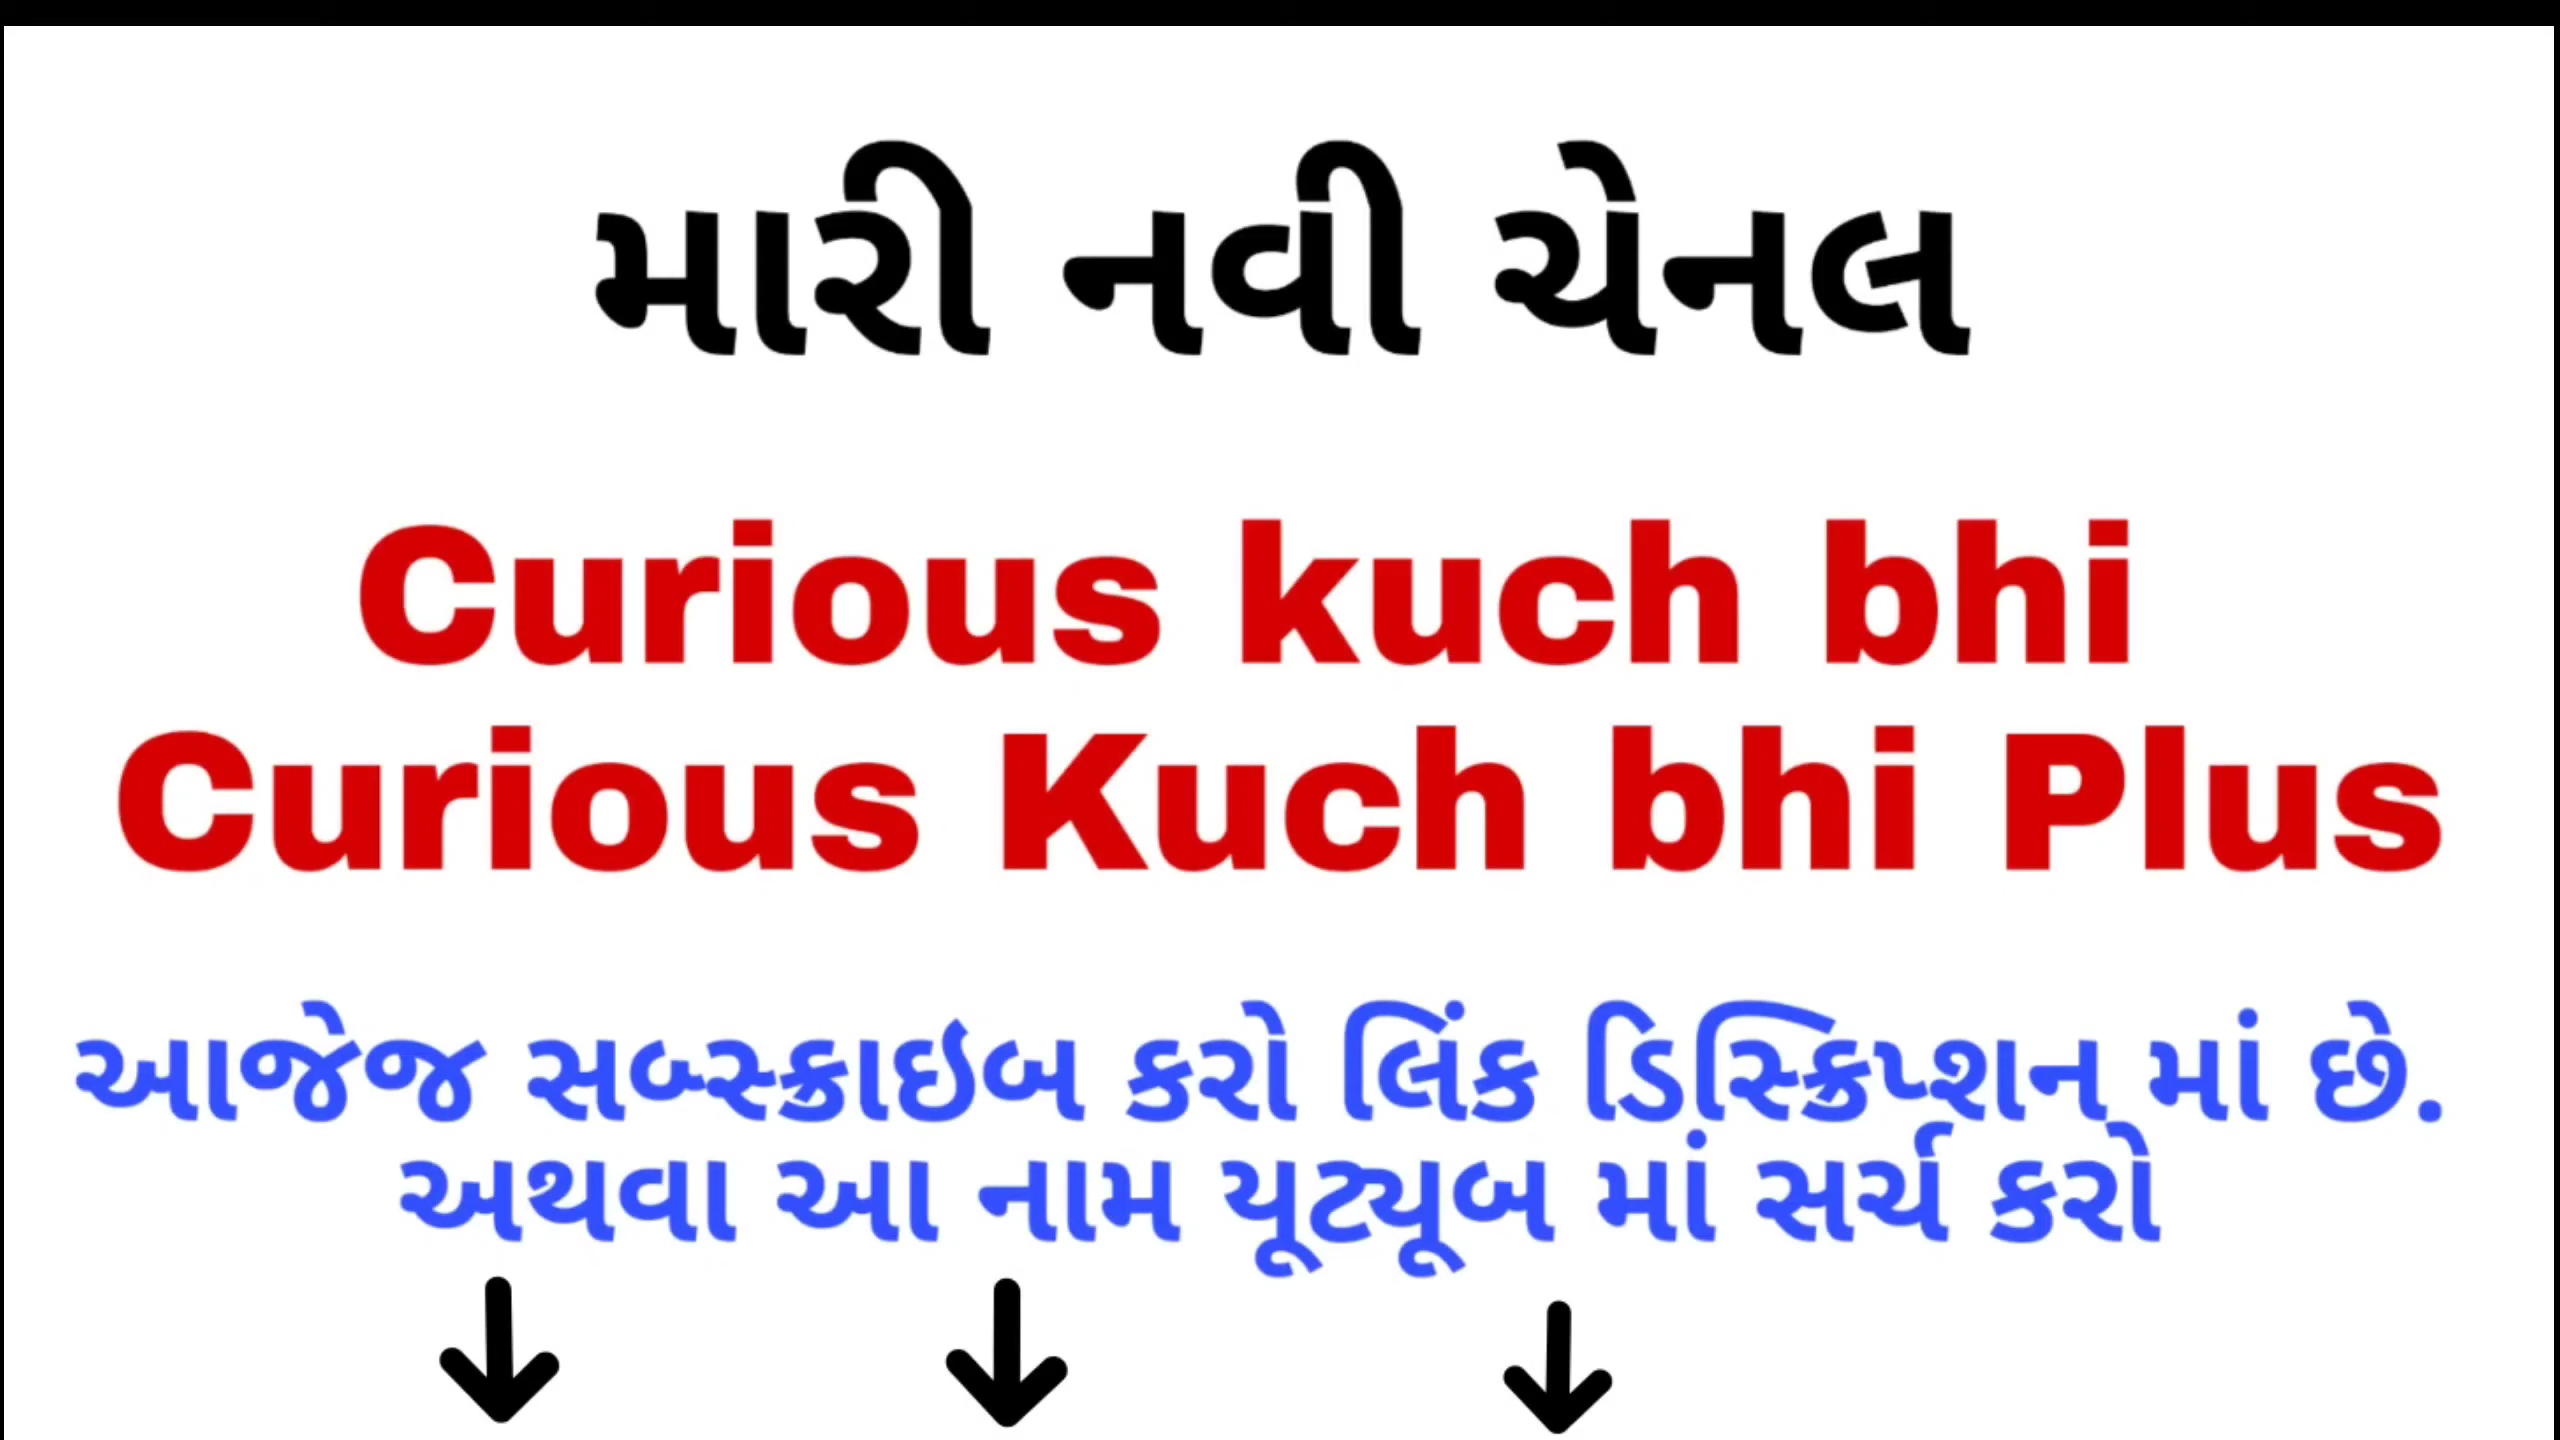 મારી નવી ચેનલ
Curious kuch bhi
Curious Kuch bhi Plus
આજેજ સબ્સ્ક્રાઇબ કરો લિંક ડિસ્ક્રિપ્શન માં છે.
અથવા આ નામ યૂટ્યૂબ માં સર્ચ કરો